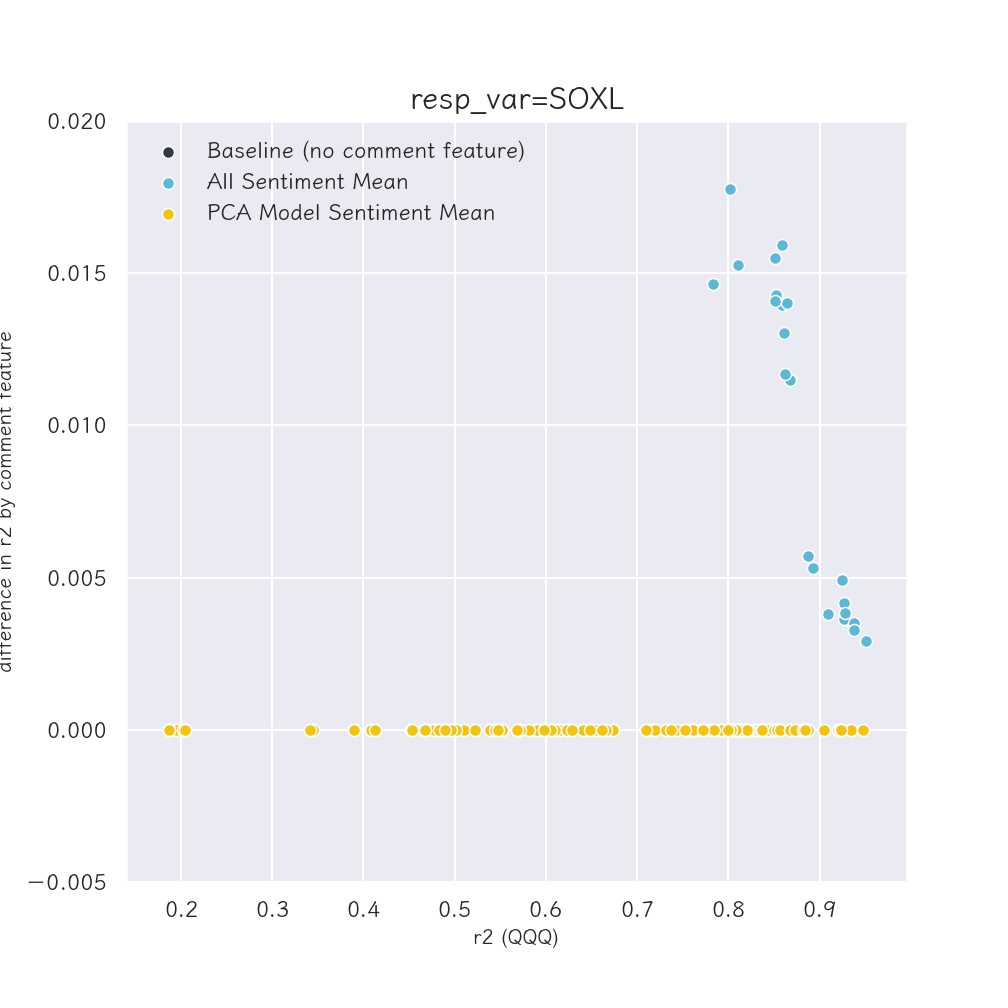 resp_var=SOXL
Baseline (no comment feature)
All Sentiment Mean
PCA Model Sentiment Mean
0.020
0.015
0.010
0.005
0.000
−0.005
difference in r2 by comment feature
0.2 0.3 0.4 0.5 0.6 0.7 0.8 0.9
r2 (QQQ)